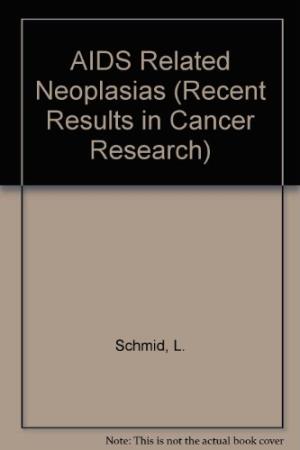 AIDS Related
Neoplasias (Recent
Results in Cancer
Research)
Schmid, L.
Note: This is not the actual book cover